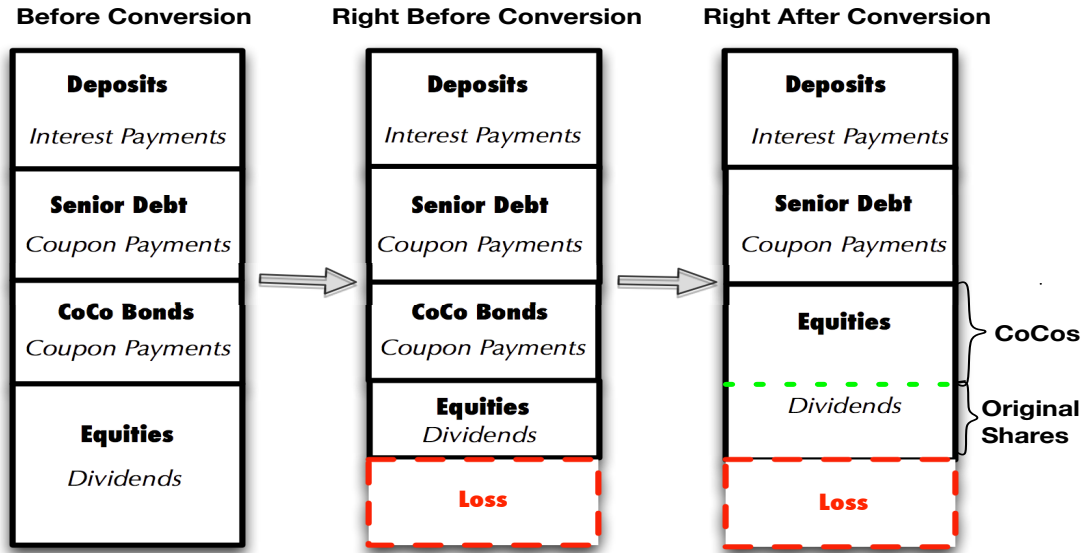 Before Conversion
Right Before Conversion
Right After Conversion
Deposits
Interest Payments
Senior Debt
Coupon Payments
CoCo Bonds
Coupon Payments
Equities
Dividends
Deposits
Interest Payments
Senior Debt
Coupon Payments
CoCo Bonds
Coupon Payments
Equities
Dividends
Loss
Deposits
Interest Payments
Senior Debt
Coupon Payments
Equities
Dividends
Loss
CoCos
Original
Shares